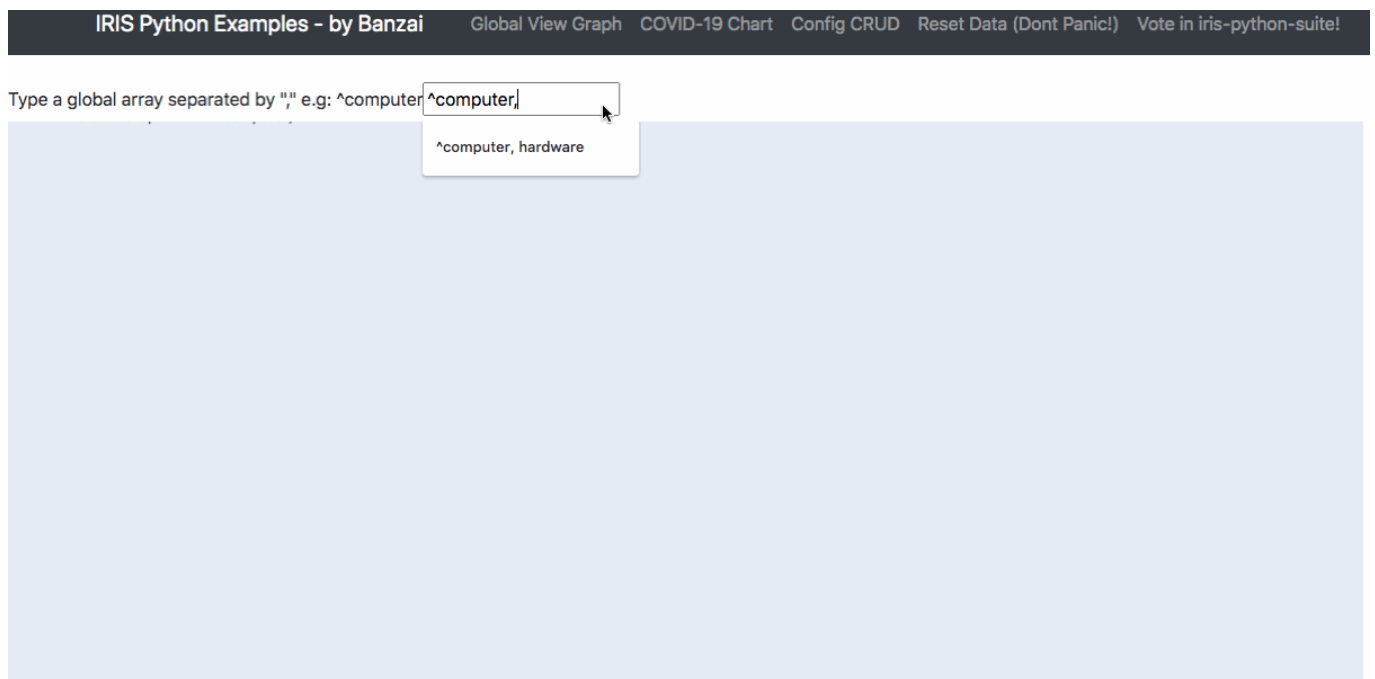 IRIS Python Examples - by Banzai Global View Graph COVID-19 Chart Config CRUD Reset Data (Dont Panic!) Vote in iris-python-suite!
Type a global array separated by "," e.g: ^computer ^computer,
^computer, hardware